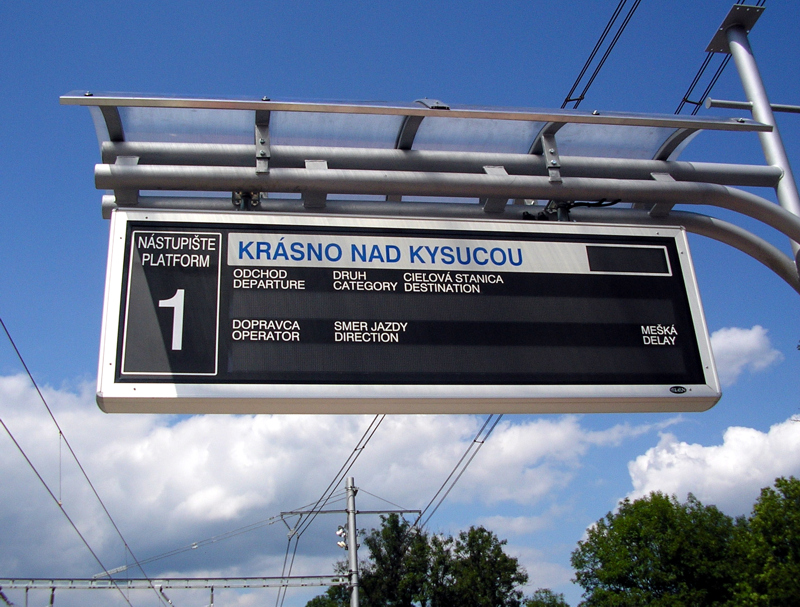 NÁSTUPIŠTE
PLATFORM
1
KRÁSNO NAD KYSUCOU
ODCHOD DRUH CIELOVÁ STANICA
DEPARTURE CATEGORY DESTINATION
DOPRAVCA SMER JAZDY MEŠKÁ
OPERATOR DIRECTION DELAY